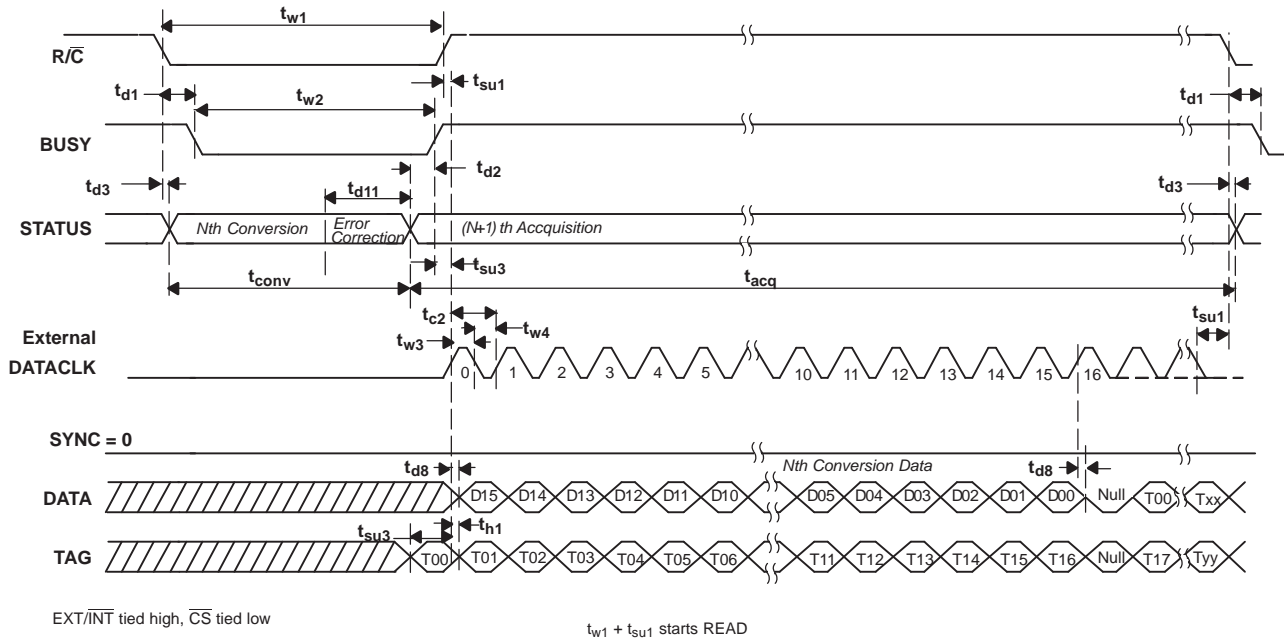 tw1
R/C
tsu1
td1
tw2
td1
BUSY
td2
td3
td11
td3
STATUS
Nth Conversion
Error
Correction
(N+1) th Accquisition
tsu3
tconv
tacq
tc2
tsu1
External
tw3
tw4
DATACLK
0 1 2 3 4 5 10 11 12 13 14 15 16
SYNC = 0
td8
Nth Conversion Data
td8
DATA
D15 D14 D13 D12 D11 D10 D05 D04 D03 D02 D01 D00 Null T00 Txx
tsu3
th1
TAG
T00 T01 T02 T03 T04 T05 T06 T11 T12 T13 T14 T15 T16 Null T17 Tyy
EXT/INT tied high, CS tied low
tw1 + tsu1 starts READ